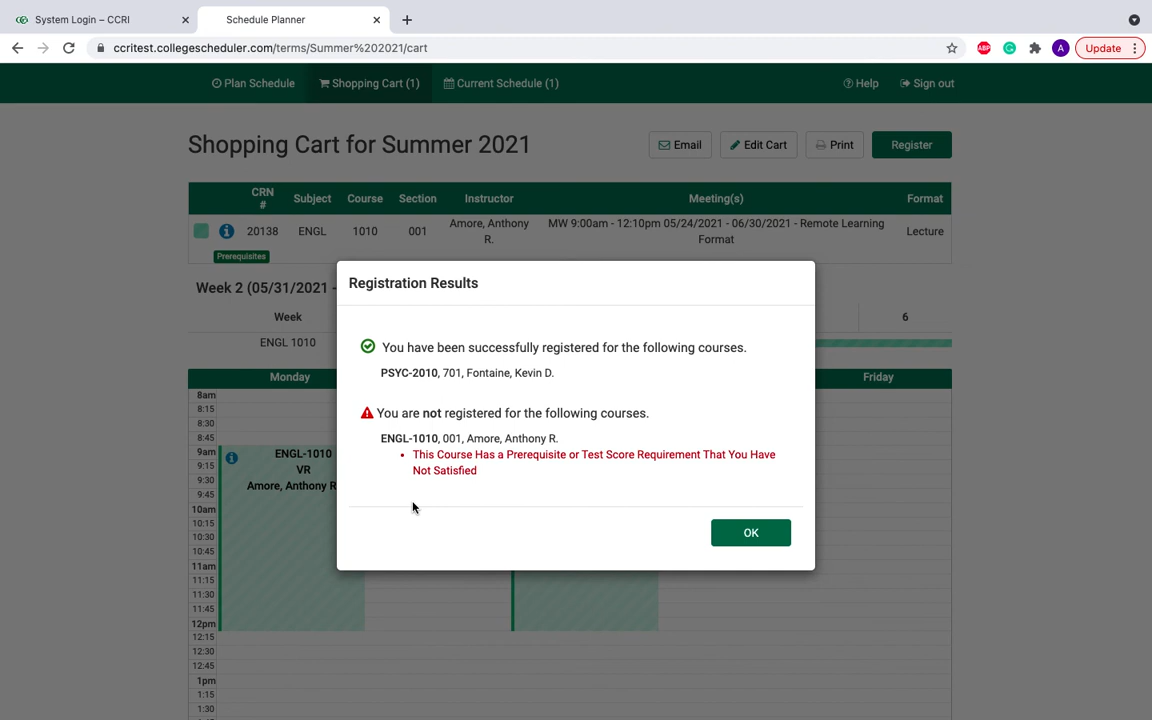 System Login – CCRI
Schedule Planner
ccritest.collegescheduler.com/terms/Summer%202021/cart
ABP
A
Update
Plan Schedule
Shopping Cart (1)
Current Schedule (1)
Help
Sign out
Shopping Cart for Summer 2021
Email
Edit Cart
Print
Register
CRN #
Subject
Course
Section
Instructor
Meeting(s)
Format
20138
ENGL
1010
001
Amore, Anthony
R.
MW 9:00am - 12:10pm 05/24/2021 - 06/30/2021 - Remote Learning
Format
Lecture
Prerequisites
Week 2 (05/31/2021 -
Week
6
ENGL 1010
Monday
Friday
8am
8:15
8:30
8:45
9am
9:15
9:30
9:45
10am
10:15
10:30
10:45
11am
11:15
11:30
11:45
12pm
12:15
12:30
12:45
1pm
1:15
1:30
ENGL-1010
VR
Amore, Anthony R
Registration Results
You have been successfully registered for the following courses.
PSYC-2010, 701, Fontaine, Kevin D.
You are not registered for the following courses.
ENGL-1010, 001, Amore, Anthony R.
This Course Has a Prerequisite or Test Score Requirement That You Have
Not Satisfied
OK